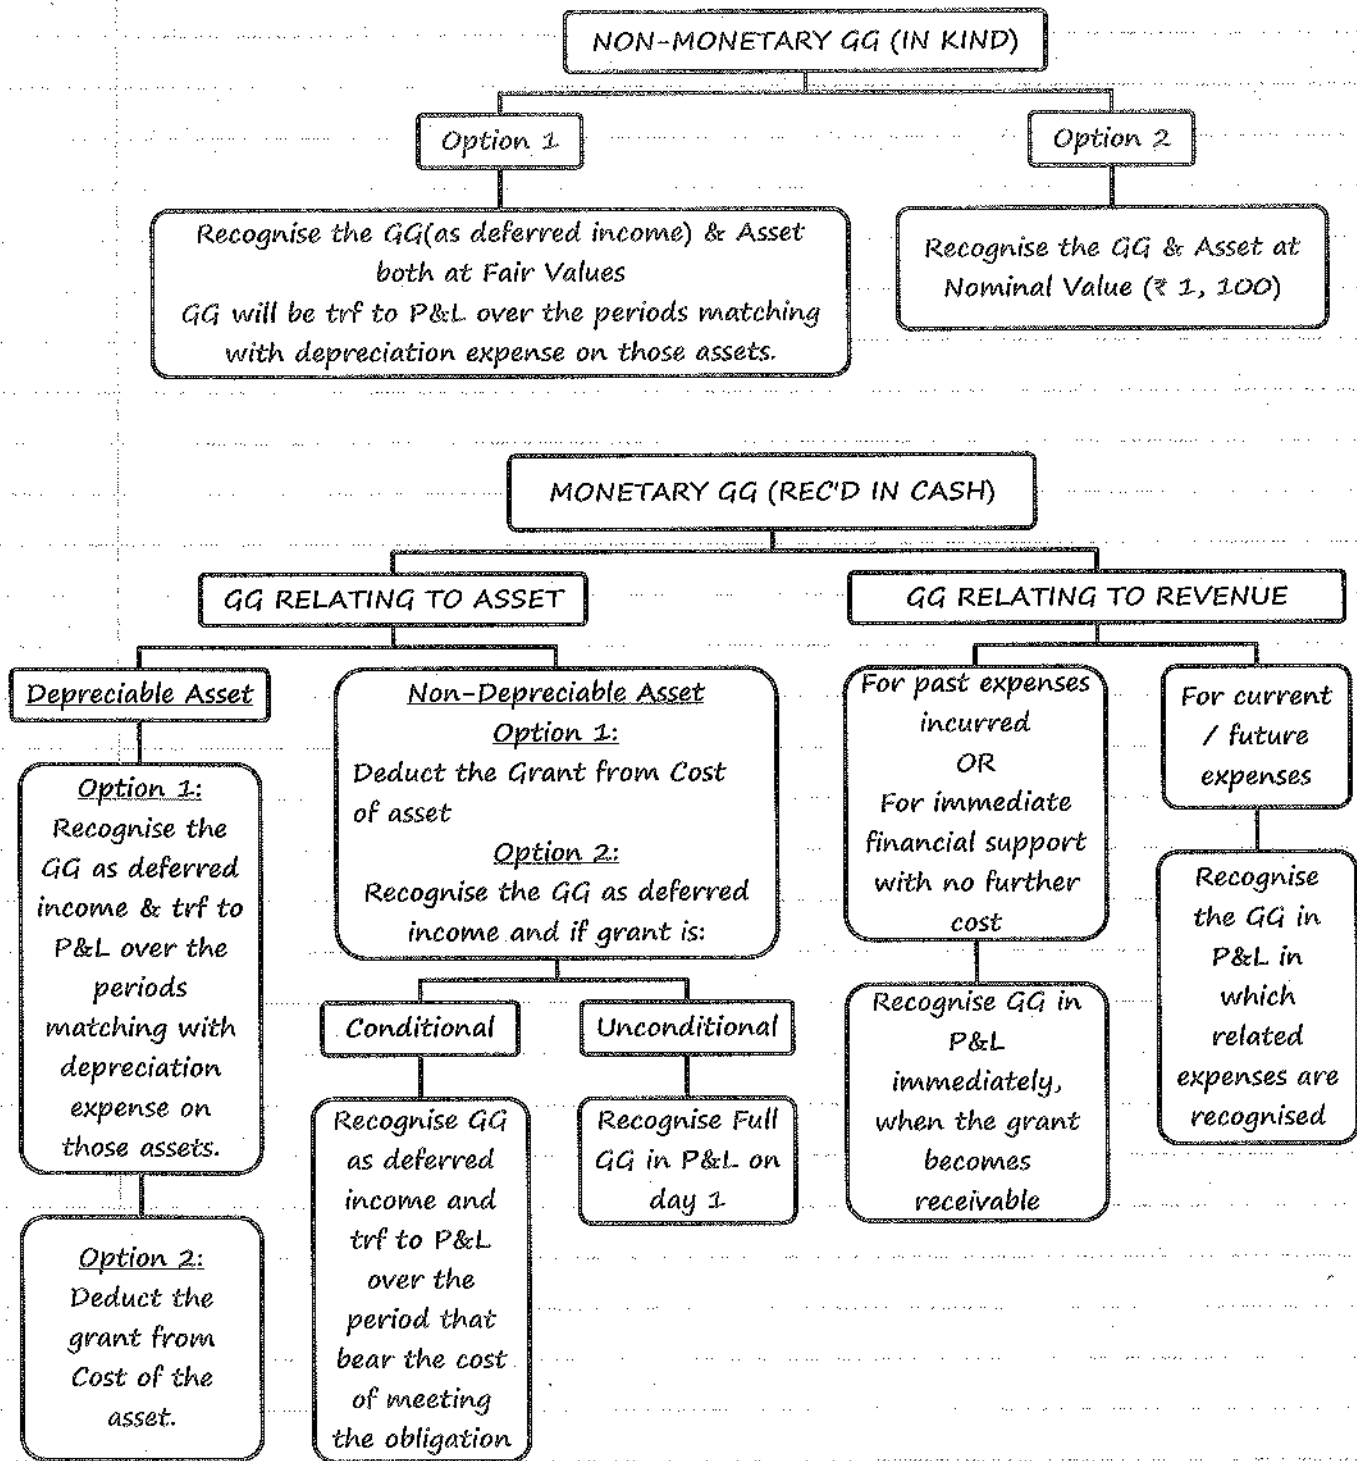 NON-MONETARY GG (IN KIND)
Option 1
Option 2
Recognise the GG(as deferred income) & Asset
both at Fair Values
GG will be trf to P&L over the periods matching
with depreciation expense on those assets.
Recognise the GG & Asset at
Nominal Value (₹ 1, 100)
MONETARY GG (REC'D IN CASH)
GG RELATING TO ASSET
GG RELATING TO REVENUE
Depreciable Asset
Option 1:
Recognise the
GG as deferred
income & trf to
P&L over the
periods
matching with
depreciation
expense on
those assets.
Option 2:
Deduct the
grant from
Cost of the
asset.
Non-Depreciable Asset
Option 1:
Deduct the Grant from Cost
of asset
Option 2:
Recognise the GG as deferred
income and if grant is:
Conditional
Recognise GG
as deferred
income and
trf to P&L
over the
period that
bear the cost
of meeting
the obligation
Unconditional
Recognise Full
GG in P&L on
day 1
For past expenses
incurred
OR
For immediate
financial support
with no further
cost
Recognise GG in
P&L
immediately,
when the grant
becomes
receivable
For current
/ future
expenses
Recognise
the GG in
P&L in
which
related
expenses are
recognised